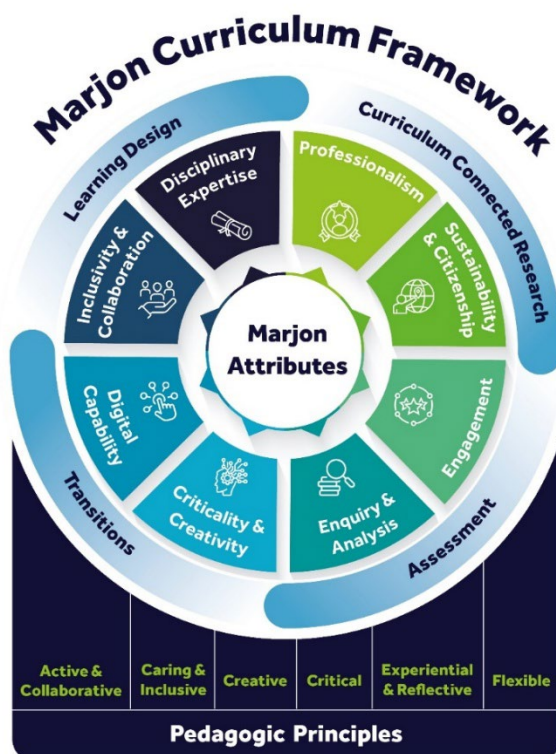 Marjon Curriculum Framework
Learning Design
Curriculum Connected Research
Assessment
Transitions
Disciplinary
Expertise
Professionalism
Sustainability
& Citizenship
Engagement
Enquiry &
Analysis
Criticality &
Creativity
Digital
Capability
Inclusivity &
Collaboration
Marjon
Attributes
Active &
Collaborative
Caring &
Inclusive
Creative
Critical
Experiential
& Reflective
Flexible
Pedagogic Principles